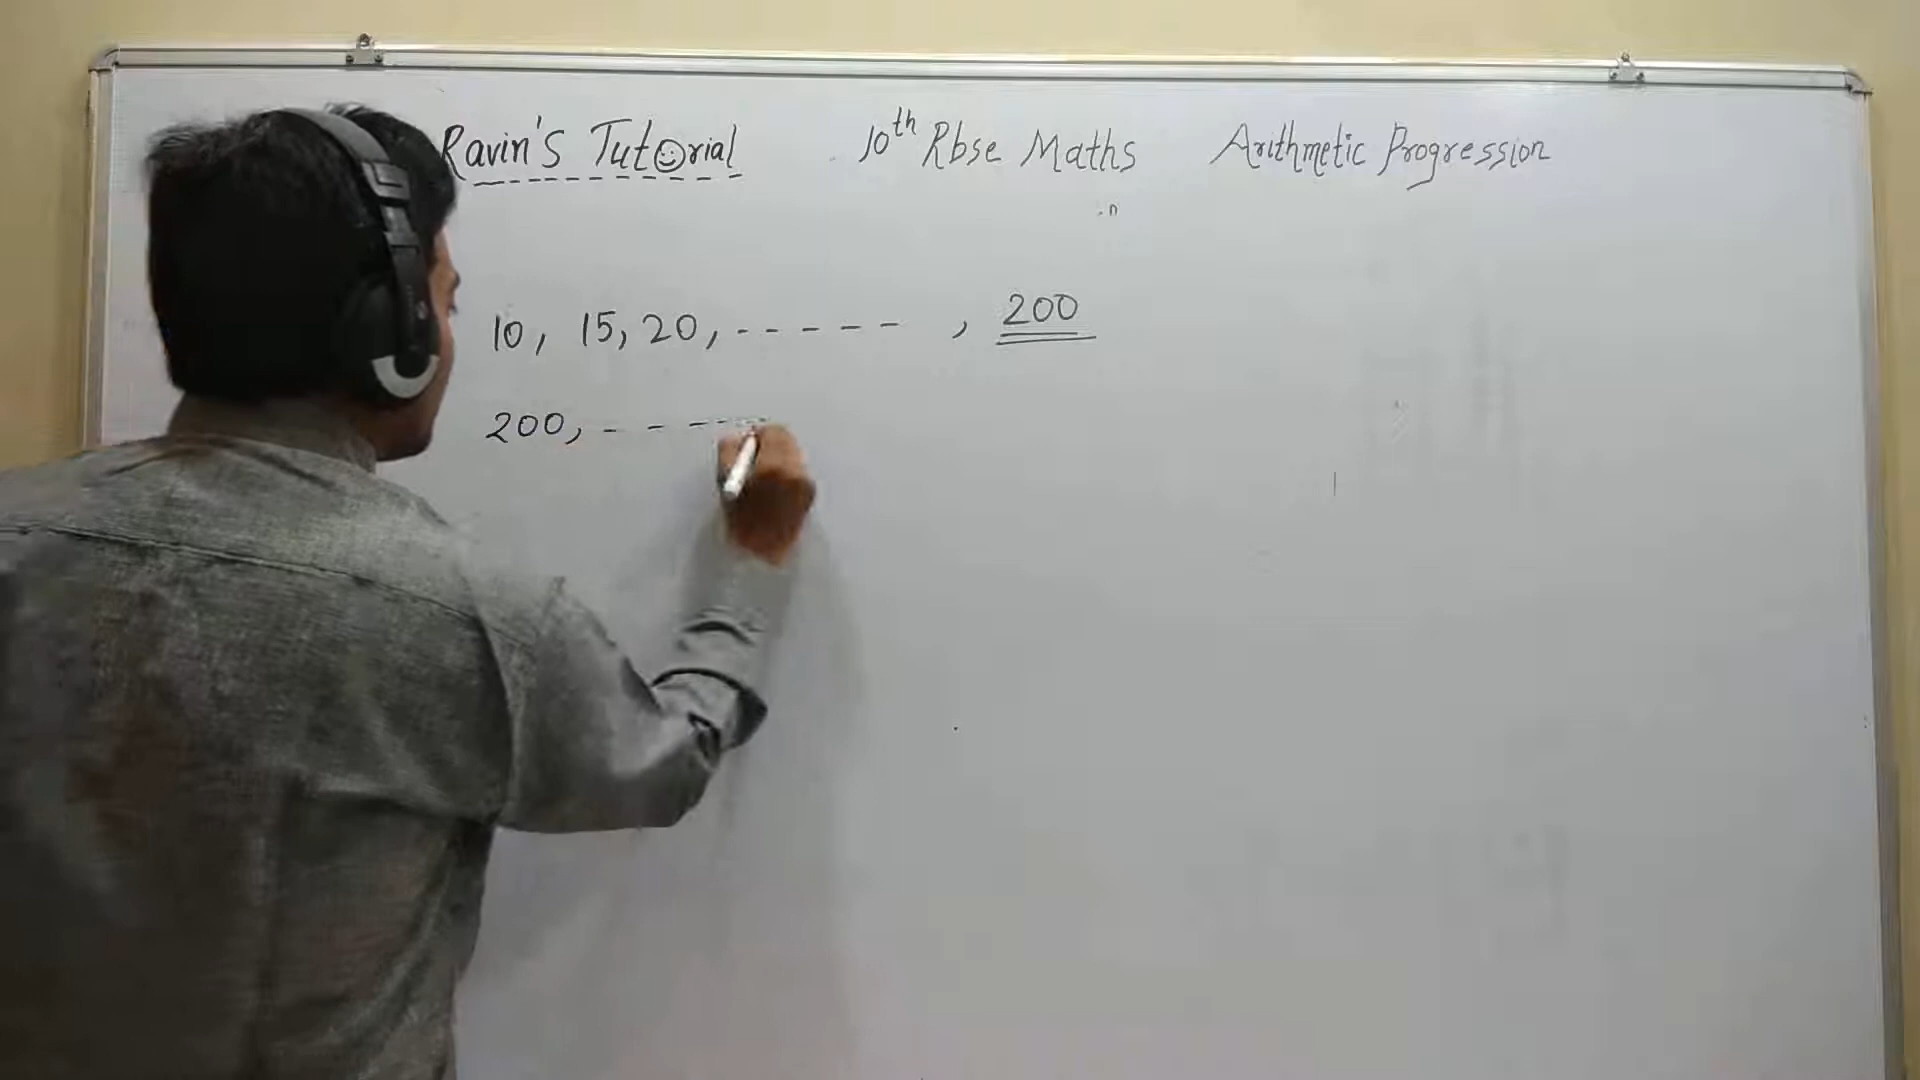 Ravin's Tutorial 10th Rbse Maths Arithmetic Progression
10, 15, 20, ----- , 200
200, -----